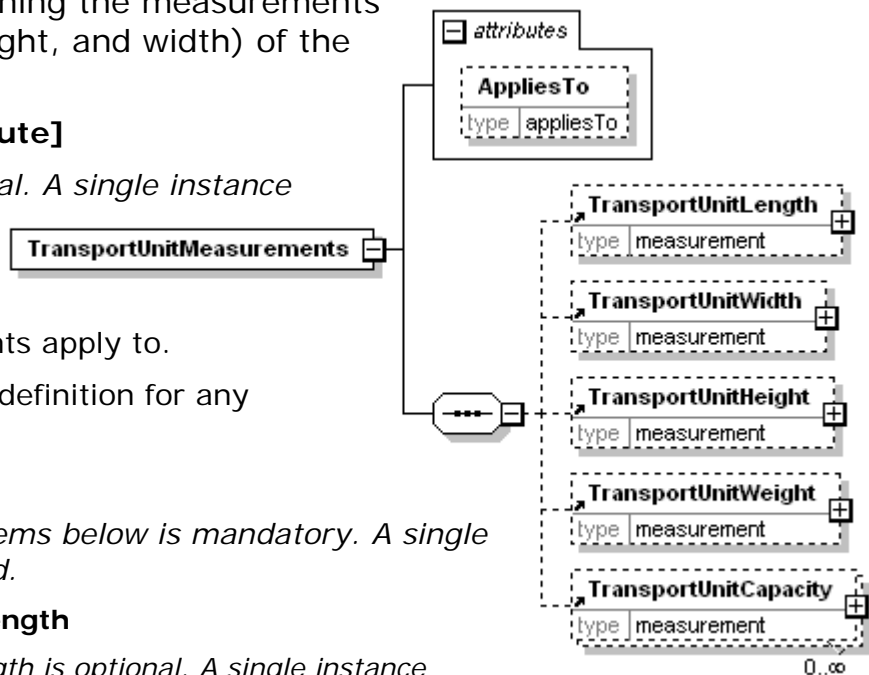 ning the measurements
ght, and width) of the
ute]
al. A single instance
nts apply to.
definition for any
ems below is mandatory. A single
d.
ength
gth is optional. A single instance
attributes
AppliesTo
type appliesTo
TransportUnitMeasurements
TransportUnitLength
type measurement
TransportUnitWidth
type measurement
TransportUnitHeight
type measurement
TransportUnitWeight
type measurement
TransportUnitCapacity
type measurement
0..∞